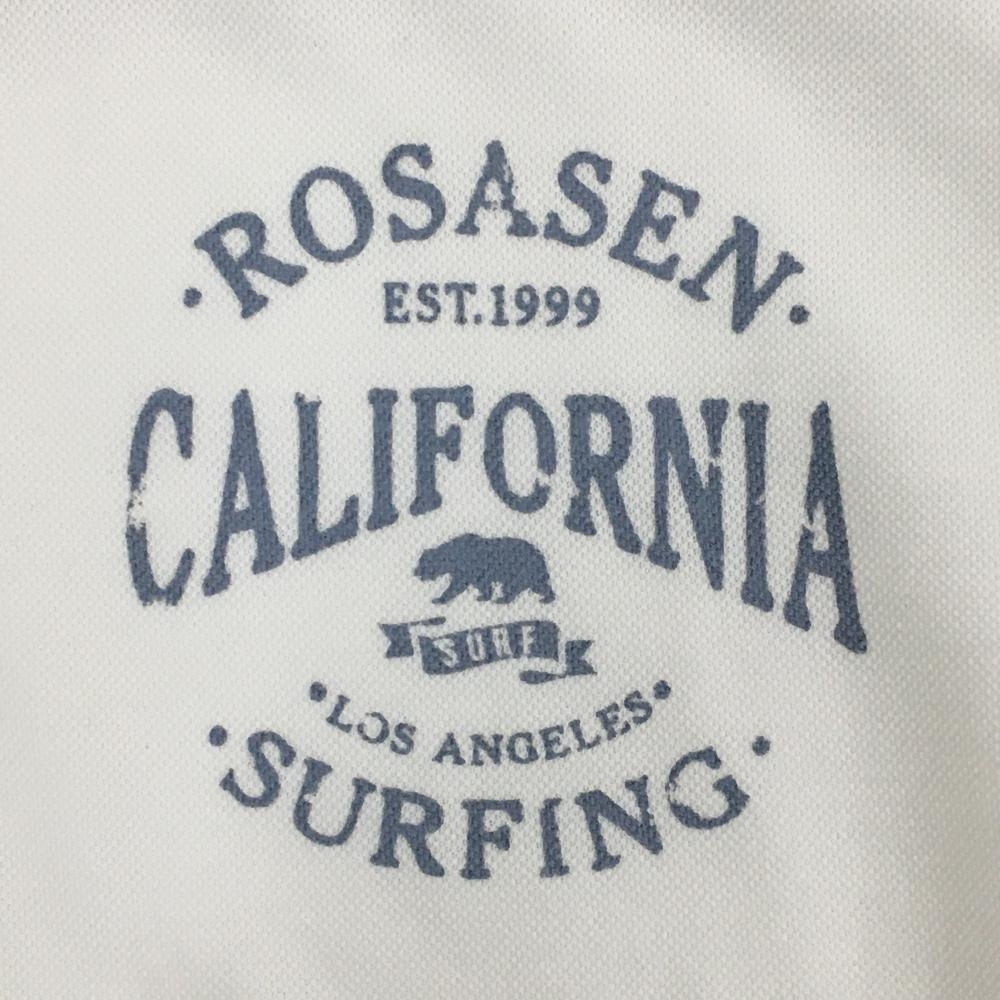 ·ROSASEN·
EST.1999
CALIFORNIA
SURF
·LOS ANGELES·
·SURFING·